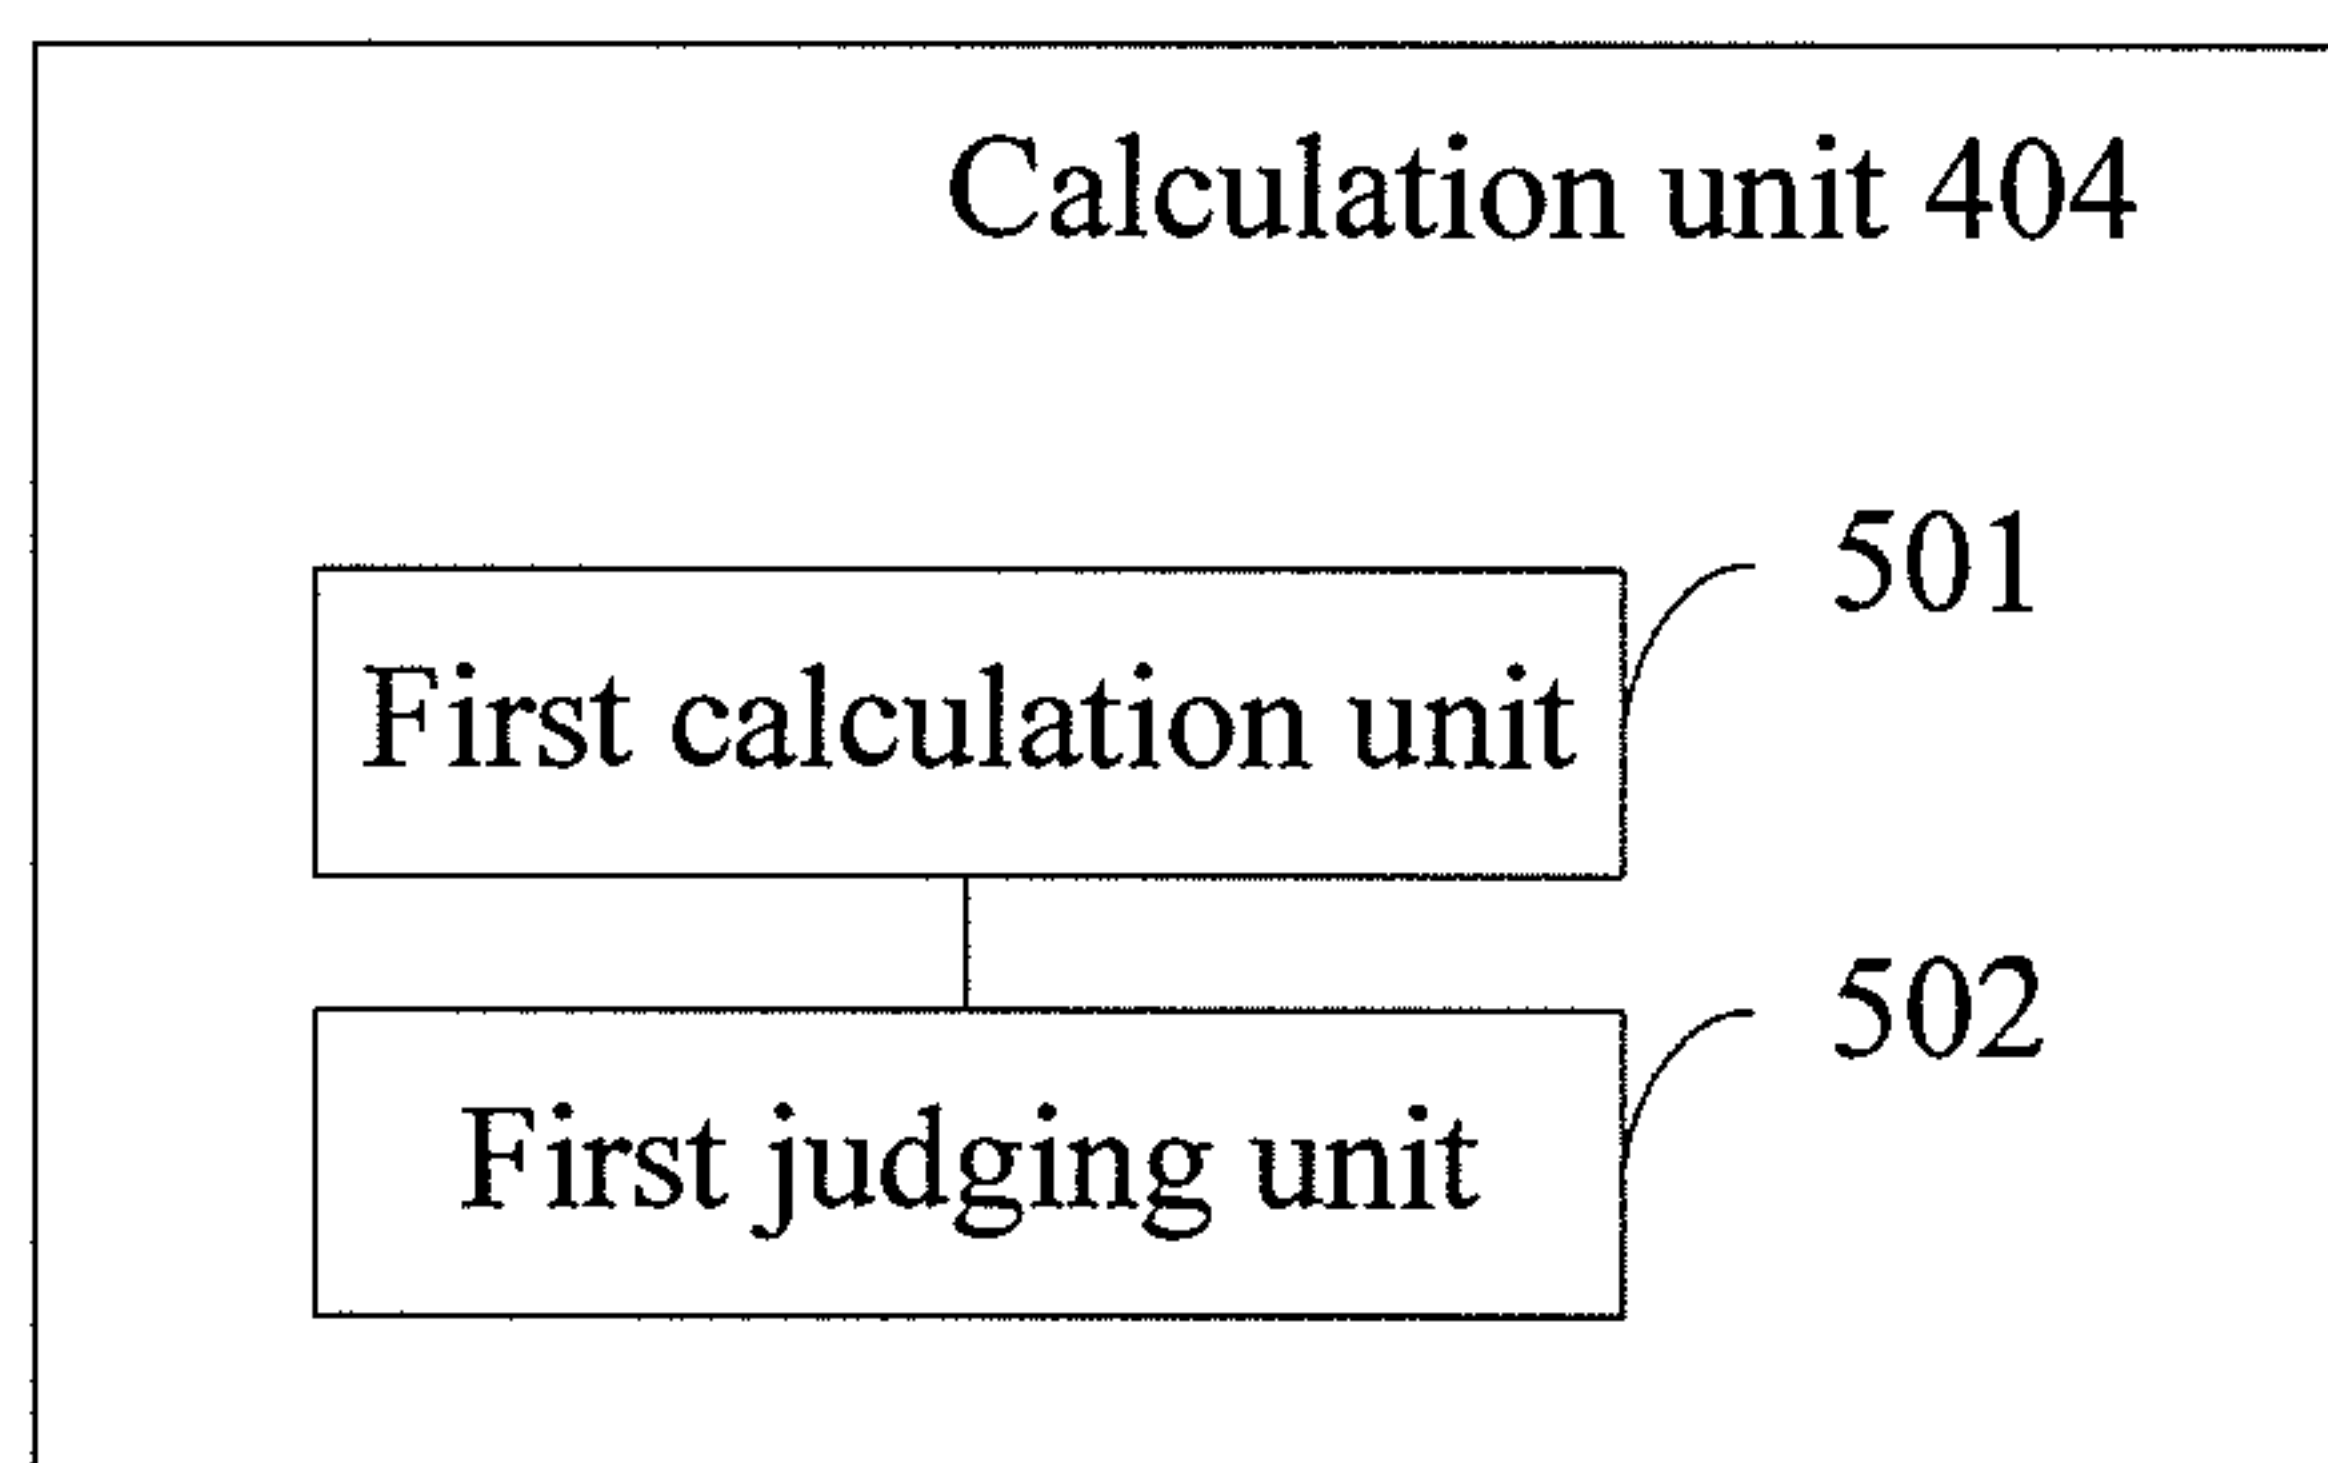 Calculation unit 404
501
First calculation unit
502
First judging unit